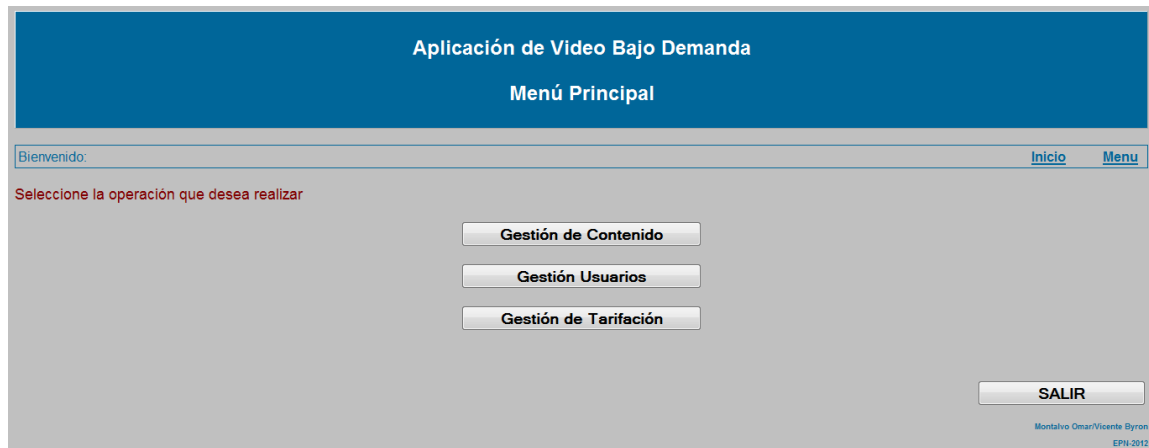 Aplicación de Video Bajo Demanda
Menú Principal
Bienvenido: Inicio Menu
Seleccione la operación que desea realizar
Gestión de Contenido
Gestión Usuarios
Gestión de Tarifación
SALIR
Montalvo Omar/Vicente Byron
EPN-2012